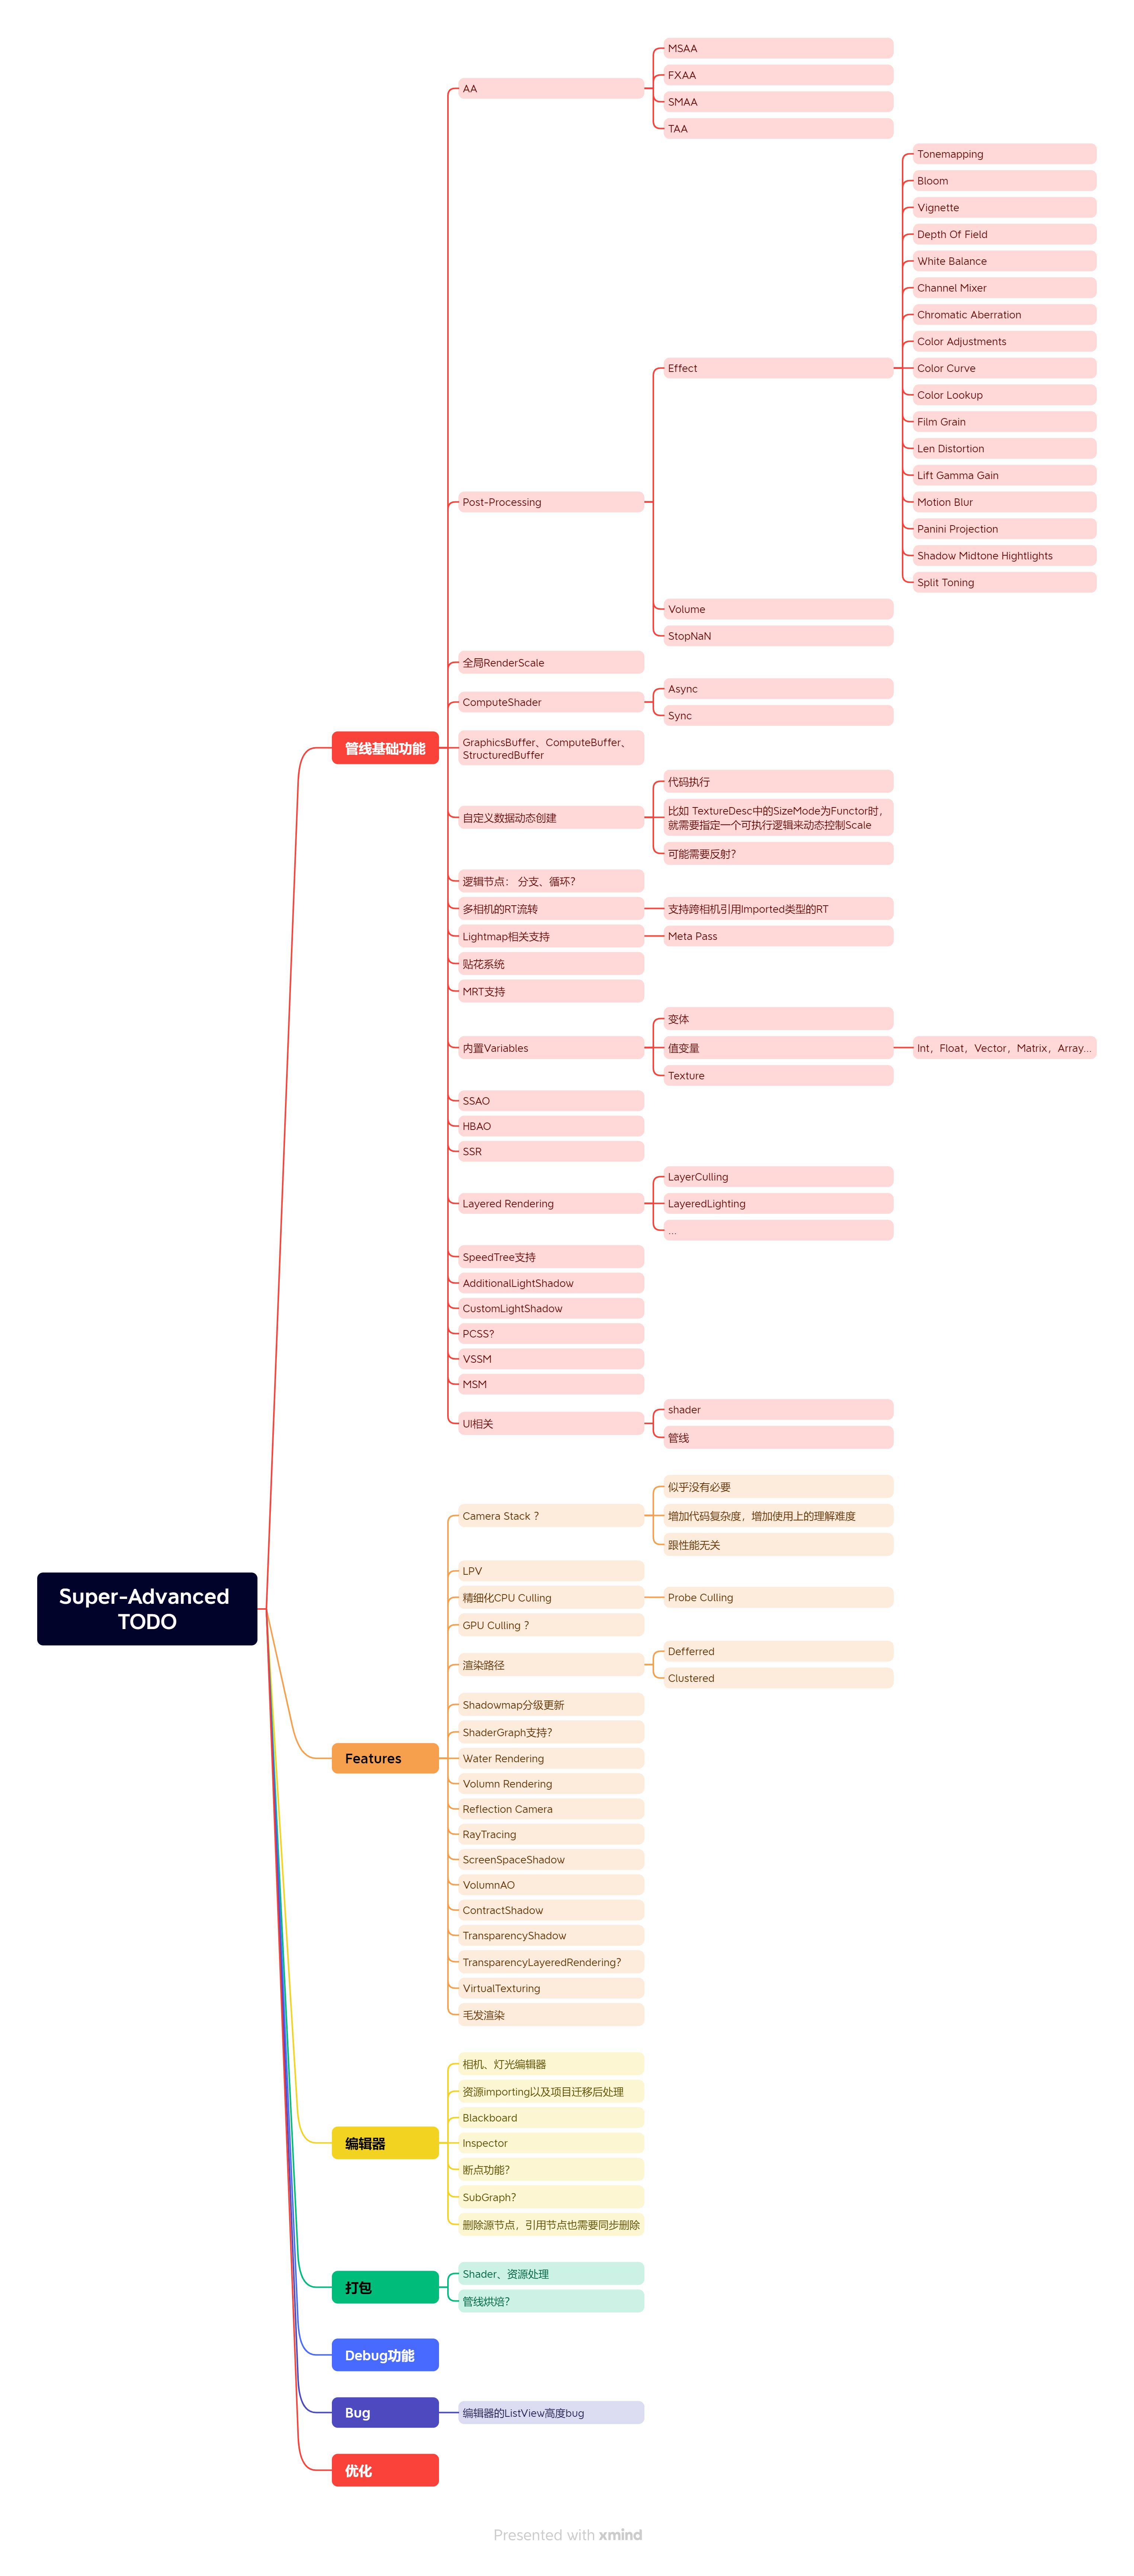 MSAA
FXAA
AA
SMAA
TAA
Tonemapping
Bloom
Vignette
Depth Of Field
White Balance
Channel Mixer
Chromatic Aberration
Color Adjustments
Effect
Color Curve
Color Lookup
Film Grain
Len Distortion
Lift Gamma Gain
Post-Processing
Motion Blur
Panini Projection
Shadow Midtone Hightlights
Split Toning
Volume
StopNaN
全局RenderScale
ComputeShader
Async
Sync
管线基础功能
GraphicsBuffer、ComputeBuffer、
StructuredBuffer
代码执行
自定义数据动态创建
比如 TextureDesc中的SizeMode为Functor时，
就需要指定一个可执行逻辑来动态控制Scale
可能需要反射？
逻辑节点： 分支、循环？
多相机的RT流转
支持跨相机引用Imported类型的RT
Lightmap相关支持
Meta Pass
贴花系统
MRT支持
变体
内置Variables
值变量
Int，Float，Vector，Matrix，Array...
Texture
SSAO
HBAO
SSR
LayerCulling
Layered Rendering
LayeredLighting
...
SpeedTree支持
AdditionalLightShadow
CustomLightShadow
PCSS?
VSSM
MSM
UI相关
shader
管线
Super-Advanced
TODO
似乎没有必要
Camera Stack ？
增加代码复杂度，增加使用上的理解难度
跟性能无关
LPV
精细化CPU Culling
Probe Culling
GPU Culling ？
渲染路径
Defferred
Clustered
Shadowmap分级更新
ShaderGraph支持？
Features
Water Rendering
Volumn Rendering
Reflection Camera
RayTracing
ScreenSpaceShadow
VolumnAO
ContractShadow
TransparencyShadow
TransparencyLayeredRendering？
VirtualTexturing
毛发渲染
相机、灯光编辑器
资源importing以及项目迁移后处理
Blackboard
编辑器
Inspector
断点功能？
SubGraph？
删除源节点，引用节点也需要同步删除
打包
Shader、资源处理
管线烘焙？
Debug功能
Bug
编辑器的ListView高度bug
优化
Presented with xmind